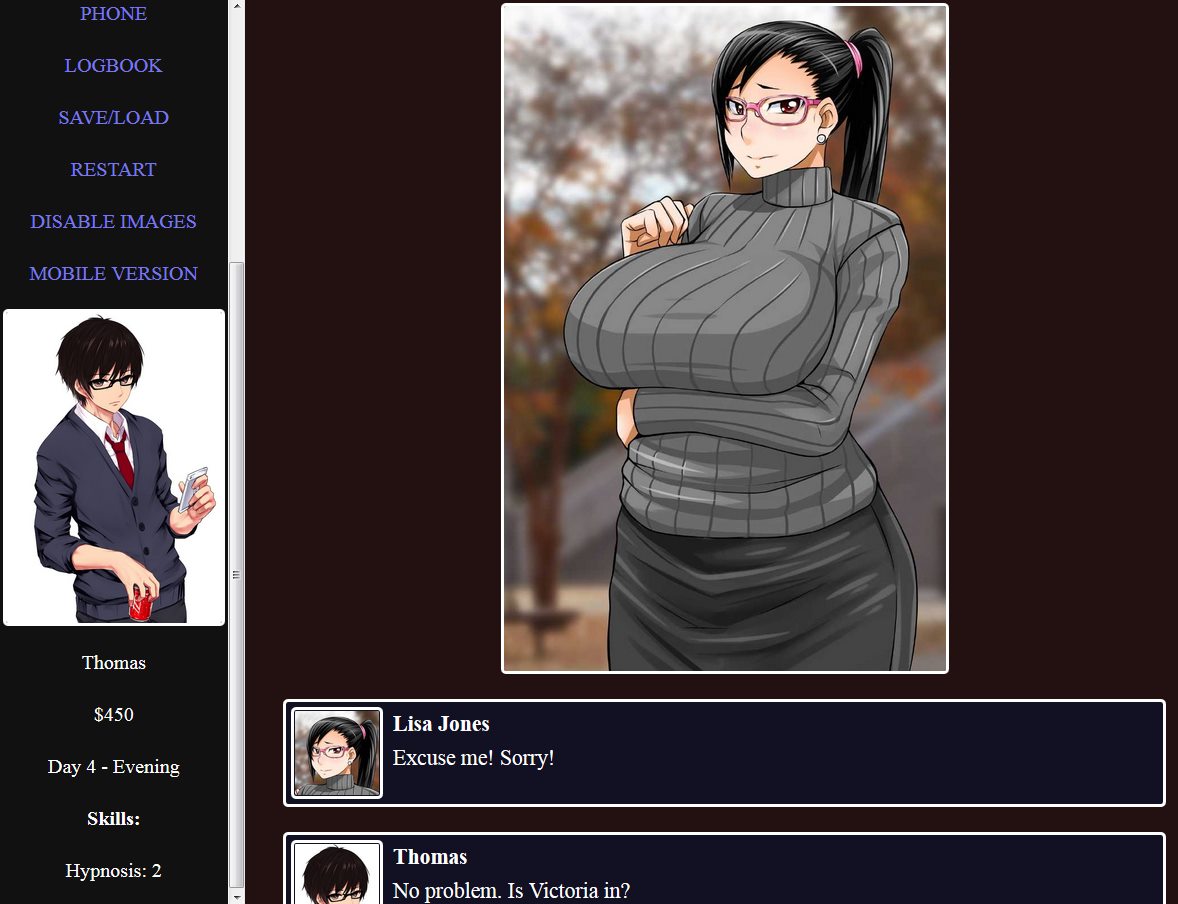 PHONE
LOGBOOK
SAVE/LOAD
RESTART
DISABLE IMAGES
MOBILE VERSION
Thomas
$450
Day 4 - Evening
Skills:
Hypnosis: 2
Lisa Jones
Excuse me! Sorry!
Thomas
No problem. Is Victoria in?